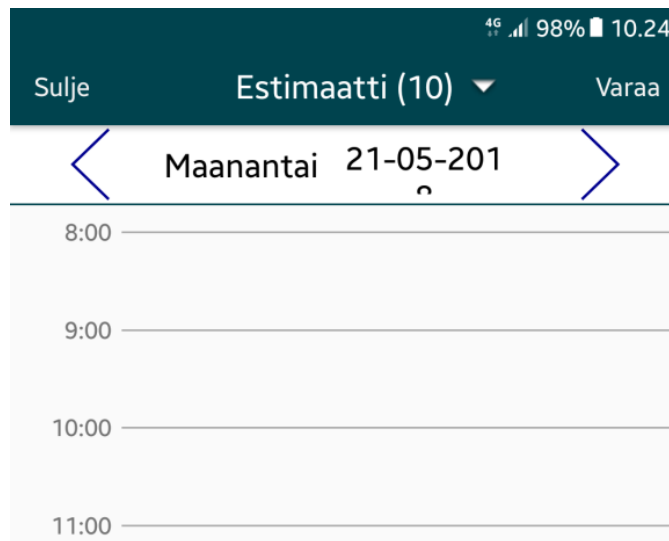 4G 98% 10.24
Sulje Estimaatti (10) Varaa
Maanantai 21-05-201
8:00
9:00
10:00
11:00